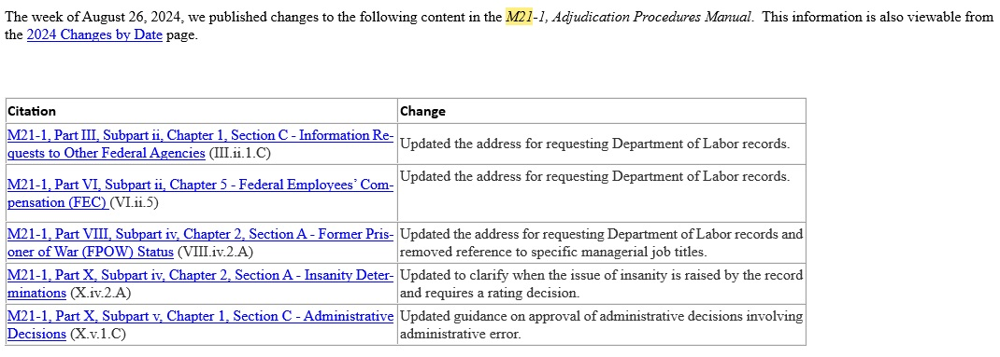 The week of August 26, 2024, we published changes to the following content in the M21-1, Adjudication Procedures Manual.  This information is also viewable from
the 2024 Changes by Date page.
Citation
Change
M21-1, Part III, Subpart ii, Chapter 1, Section C - Information Re-
quests to Other Federal Agencies (III.ii.1.C)
Updated the address for requesting Department of Labor records.
M21-1, Part VI, Subpart ii, Chapter 5 - Federal Employees’ Com-
pensation (FEC) (VI.ii.5)
Updated the address for requesting Department of Labor records.
M21-1, Part VIII, Subpart iv, Chapter 2, Section A - Former Pris-
oner of War (FPOW) Status (VIII.iv.2.A)
Updated the address for requesting Department of Labor records and
removed reference to specific managerial job titles.
M21-1, Part X, Subpart iv, Chapter 2, Section A - Insanity Deter-
minations (X.iv.2.A)
Updated to clarify when the issue of insanity is raised by the record
and requires a rating decision.
M21-1, Part X, Subpart v, Chapter 1, Section C - Administrative
Decisions (X.v.1.C)
Updated guidance on approval of administrative decisions involving
administrative error.